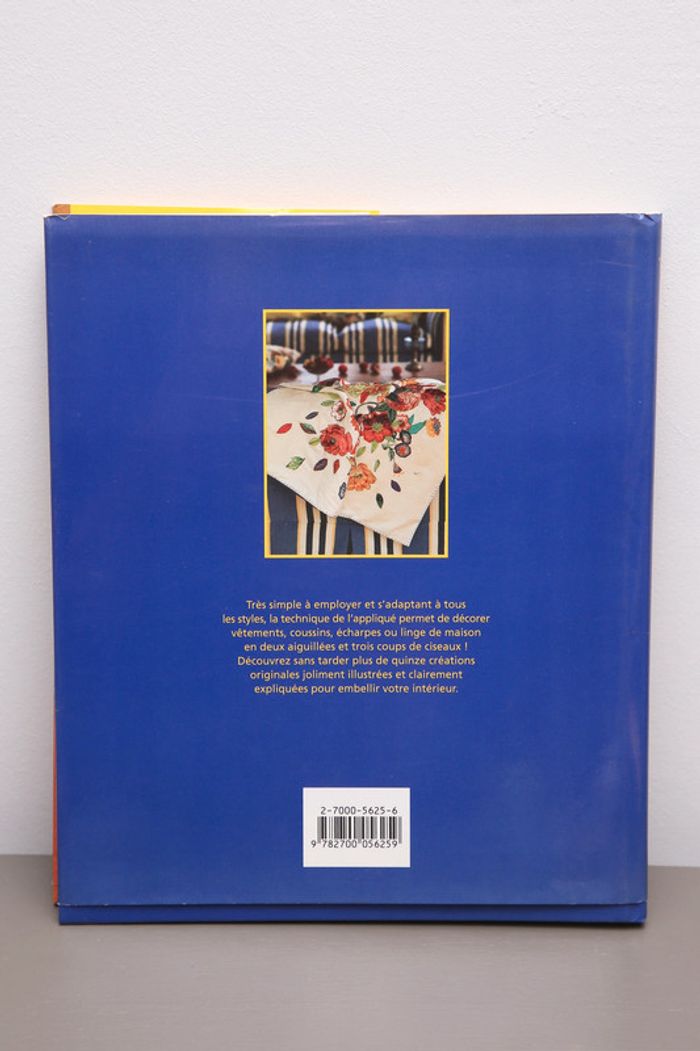 Très simple à employer et s'adaptant à tous
les styles, la technique de l'appliqué permet de décorer
vêtements, coussins, écharpes ou linge de maison
en deux aiguillées et trois coups de ciseaux !
Découvrez sans tarder plus de quinze créations
originales joliment illustrées et clairement
expliquées pour embellir votre intérieur.
2-7000-5625-6
9 782700 056259